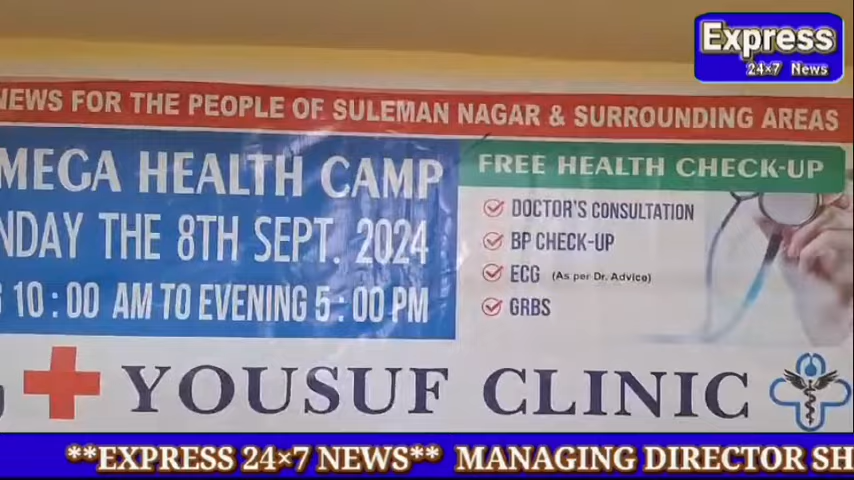 Express
24×7 News
NEWS FOR THE PEOPLE OF SULEMAN NAGAR & SURROUNDING AREAS
MEGA HEALTH CAMP
NDAY THE 8TH SEPT. 2024
10 : 00 AM TO EVENING 5 : 00 PM
FREE HEALTH CHECK-UP
DOCTOR'S CONSULTATION
BP CHECK-UP
ECG (As per Dr. Advice)
GRBS
YOUSUF CLINIC
**EXPRESS 24×7 NEWS** MANAGING DIRECTOR SH